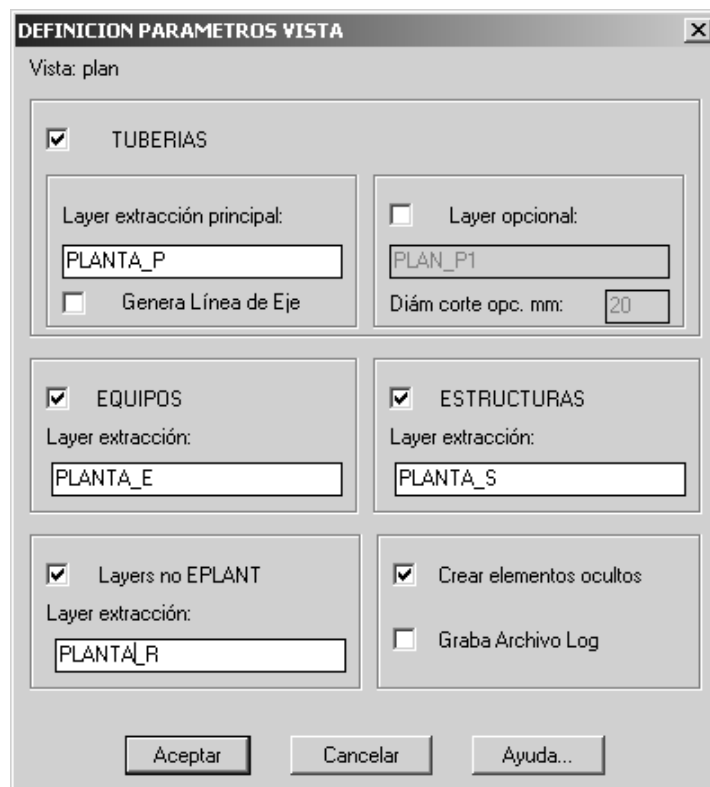 DEFINICION PARAMETROS VISTA
Vista: plan
TUBERIAS
Layer extracción principal:
PLANTA_P
Genera Línea de Eje
Layer opcional:
PLAN_P1
Diám corte opc. mm: 20
EQUIPOS
Layer extracción:
PLANTA_E
ESTRUCTURAS
Layer extracción:
PLANTA_S
Layers no EPLANT
Layer extracción:
PLANTA_R
Crear elementos ocultos
Graba Archivo Log
Aceptar Cancelar Ayuda...